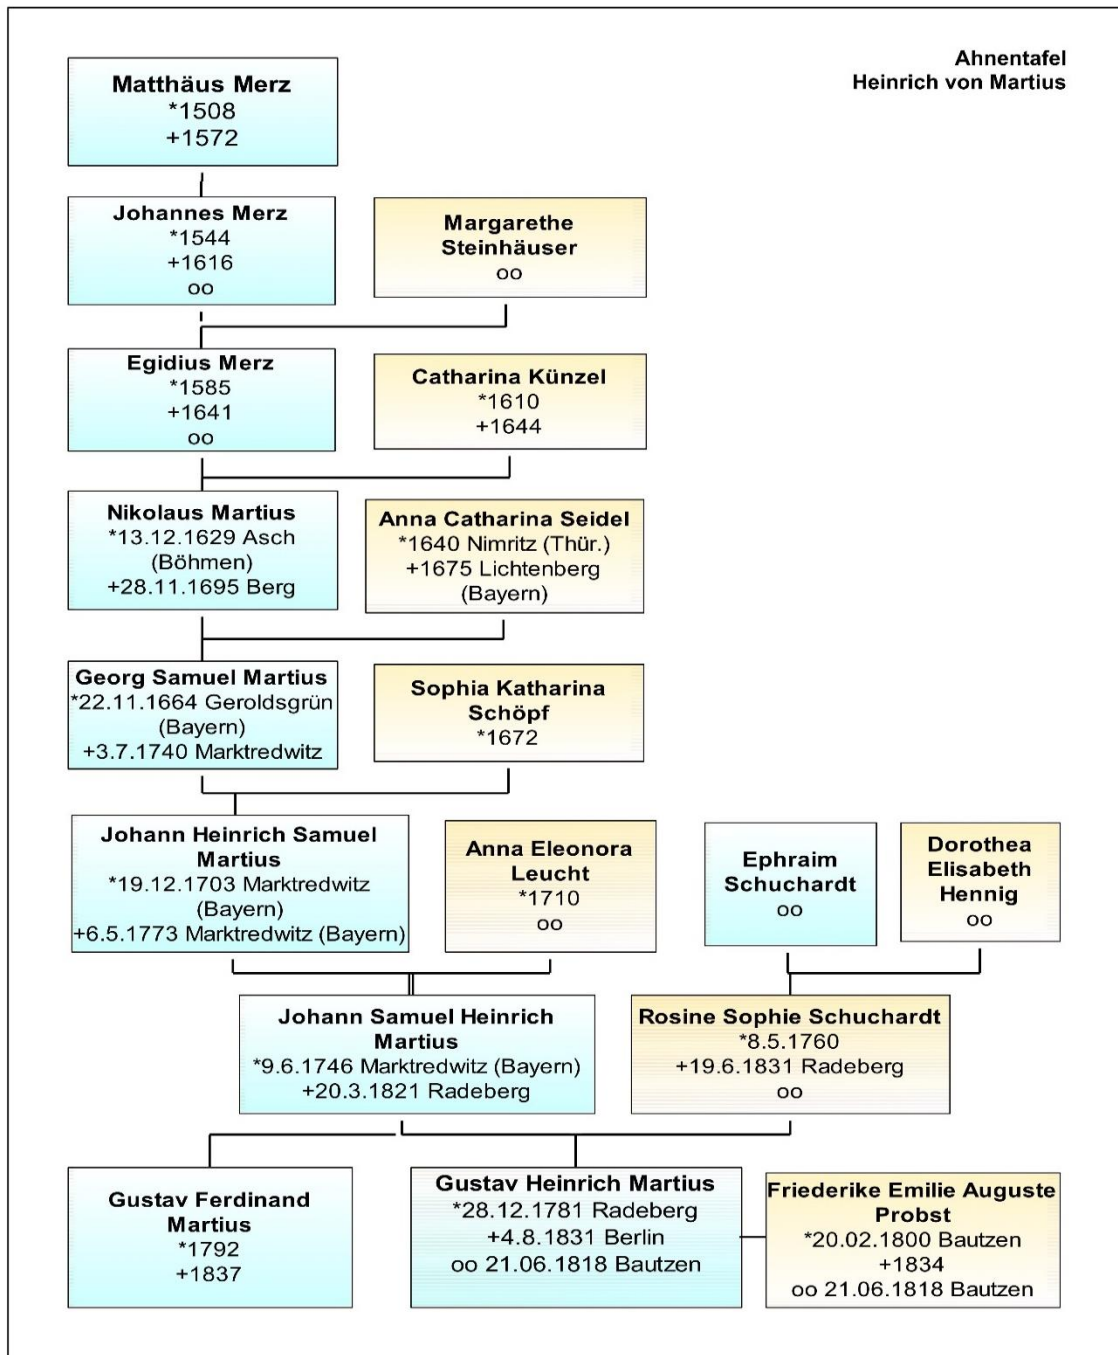 Ahnentafel
Heinrich von Martius
Matthäus Merz
*1508
+1572
Johannes Merz
*1544
+1616
oo
Margarethe
Steinhäuser
oo
Egidius Merz
*1585
+1641
oo
Catharina Künzel
*1610
+1644
Nikolaus Martius
*13.12.1629 Asch
(Böhmen)
+28.11.1695 Berg
Anna Catharina Seidel
*1640 Nimritz (Thür.)
+1675 Lichtenberg
(Bayern)
Georg Samuel Martius
*22.11.1664 Geroldsgrün
(Bayern)
+3.7.1740 Marktredwitz
Sophia Katharina
Schöpf
*1672
Johann Heinrich Samuel
Martius
*19.12.1703 Marktredwitz
(Bayern)
+6.5.1773 Marktredwitz (Bayern)
Anna Eleonora
Leucht
*1710
oo
Ephraim
Schuchardt
oo
Dorothea
Elisabeth
Hennig
oo
Johann Samuel Heinrich
Martius
*9.6.1746 Marktredwitz (Bayern)
+20.3.1821 Radeberg
Rosine Sophie Schuchardt
*8.5.1760
+19.6.1831 Radeberg
oo
Gustav Ferdinand
Martius
*1792
+1837
Gustav Heinrich Martius
*28.12.1781 Radeberg
+4.8.1831 Berlin
oo 21.06.1818 Bautzen
Friederike Emilie Auguste
Probst
*20.02.1800 Bautzen
+1834
oo 21.06.1818 Bautzen